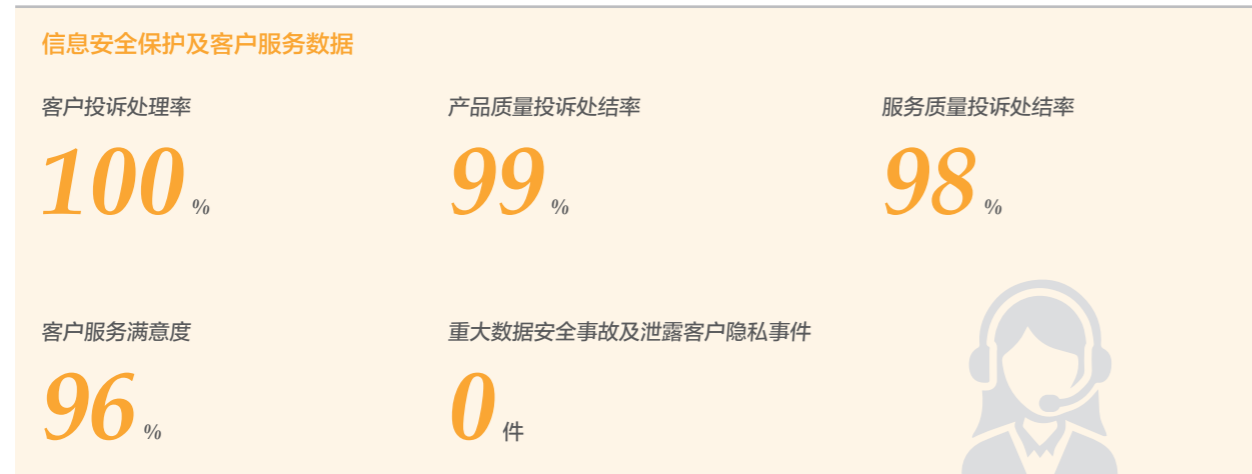 信息安全保护及客户服务数据
客户投诉处理率
产品质量投诉处结率
服务质量投诉处结率
100 %
99 %
98 %
客户服务满意度
重大数据安全事故及泄露客户隐私事件
96 %
0 件